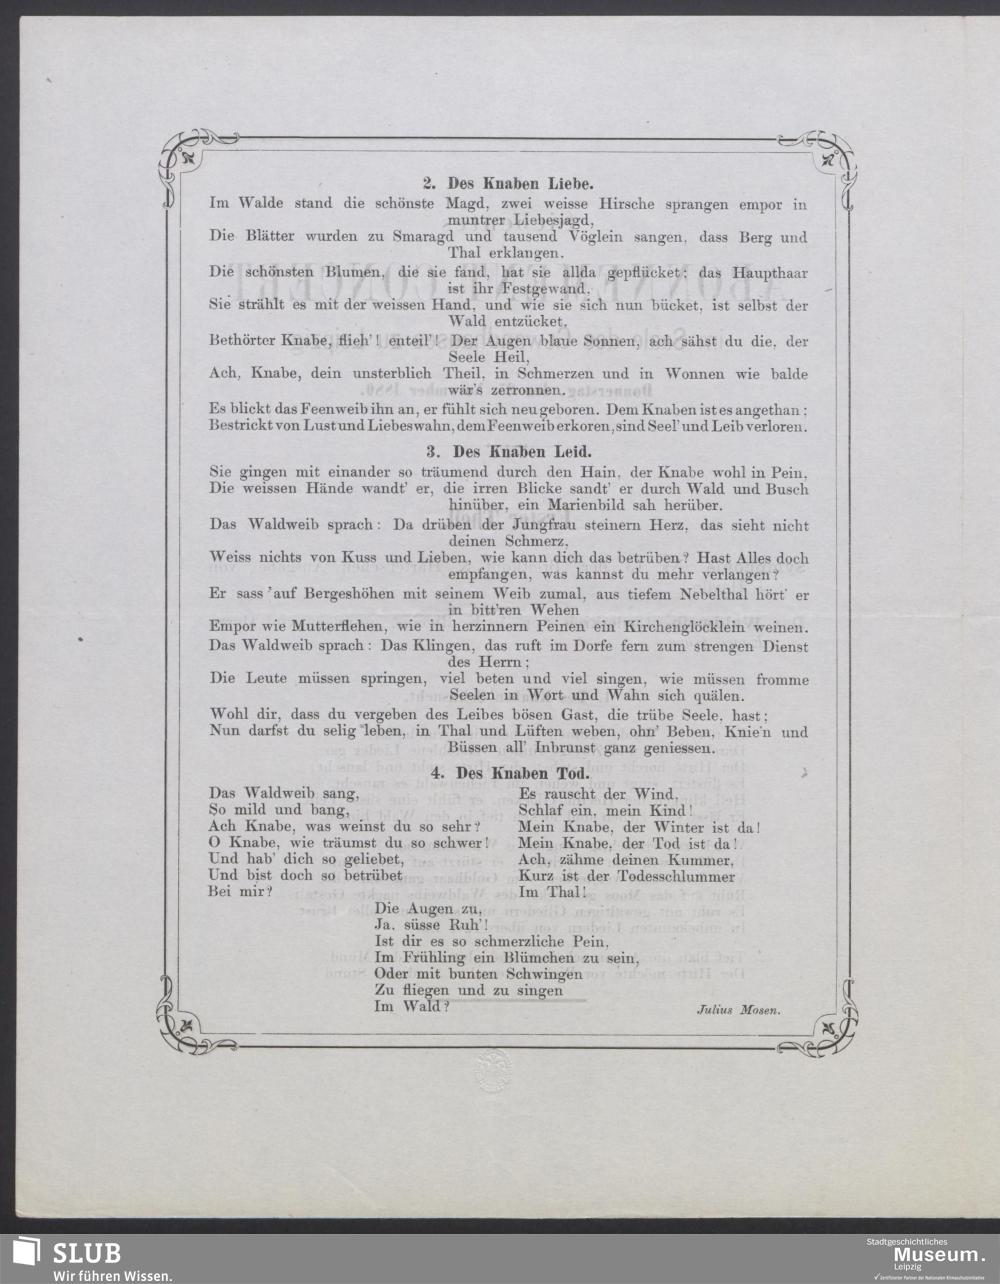 2. Des Knaben Liebe.
Im Walde stand die schönste Magd, zwei weisse Hirsche sprangen empor in
muntrer Liebesjagd,
Die Blätter wurden zu Smaragd und tausend Vöglein sangen, dass Berg und
Thal erklangen.
Die schönsten Blumen, die sie fand, hat sie allda gepflücket; das Haupthaar
ist ihr Festgewand.
Sie strählt es mit der weissen Hand, und wie sie sich nun bücket, ist selbst der
Wald entzücket.
Bethörter Knabe, flieh'! enteil'! Der Augen blaue Sonnen, ach sähst du die, der
Seele Heil,
Ach, Knabe, dein unsterblich Theil, in Schmerzen und in Wonnen wie balde
wär's zerronnen.
Es blickt das Feenweib ihn an, er fühlt sich neu geboren. Dem Knaben ist es angethan;
Bestrickt von Lust und Liebeswahn, dem Feenweib erkoren, sind Seel' und Leib verloren.
3. Des Knaben Leid.
Sie gingen mit einander so träumend durch den Hain, der Knabe wohl in Pein,
Die weissen Hände wandt' er, die irren Blicke sandt' er durch Wald und Busch
hinüber, ein Marienbild sah herüber.
Das Waldweib sprach: Da drüben der Jungfrau steinern Herz, das sieht nicht
deinen Schmerz,
Weiss nichts von Kuss und Lieben, wie kann dich das betrüben? Hast Alles doch
empfangen, was kannst du mehr verlangen?
Er sass auf Bergeshöhen mit seinem Weib zumal, aus tiefem Nebelthal hört' er
in bitt'ren Wehen
Empor wie Mutterflehen, wie in herzinnern Peinen ein Kirchenglöcklein weinen.
Das Waldweib sprach: Das Klingen, das ruft im Dorfe fern zum strengen Dienst
des Herrn;
Die Leute müssen springen, viel beten und viel singen, wie müssen fromme
Seelen in Wort und Wahn sich quälen.
Wohl dir, dass du vergeben des Leibes bösen Gast, die trübe Seele, hast;
Nun darfst du selig leben, in Thal und Lüften weben, ohn' Beben, Knie'n und
Büssen all' Inbrunst ganz geniessen.
4. Des Knaben Tod.
Das Waldweib sang,
So mild und bang,
Ach Knabe, was weinst du so sehr?
O Knabe, wie träumst du so schwer!
Und hab' dich so geliebet,
Und bist doch so betrübet
Bei mir?
Es rauscht der Wind,
Schlaf ein, mein Kind!
Mein Knabe, der Winter ist da!
Mein Knabe, der Tod ist da!
Ach, zähme deinen Kummer,
Kurz ist der Todesschlummer
Im Thal!
Die Augen zu,
Ja, süsse Ruh'!
Ist dir es so schmerzliche Pein,
Im Frühling ein Blümchen zu sein,
Oder mit bunten Schwingen
Zu fliegen und zu singen
Im Wald?
Julius Mosen.
SLUB
Wir führen Wissen.
Stadtgeschichtliches
Museum.
Leipzig
Zertifizierter Partner der Nationalen Klimaschutzinitiative